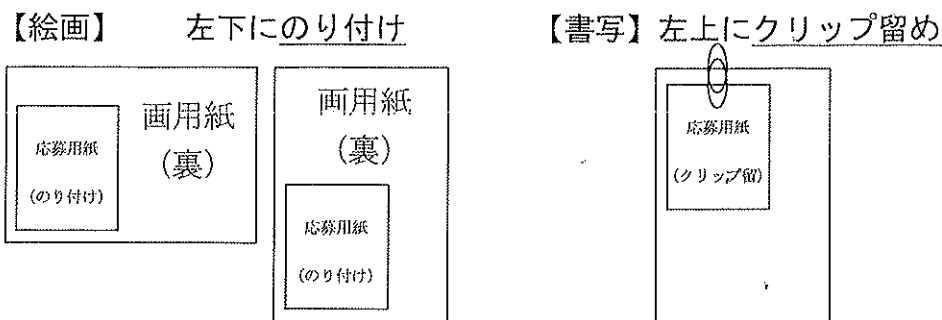 【絵画】 左下にのり付け
画用紙
(裏)
応募用紙
(のり付け)
画用紙
(裏)
応募用紙
(のり付け)
【書写】左上にクリップ留め
応募用紙
(クリップ留)